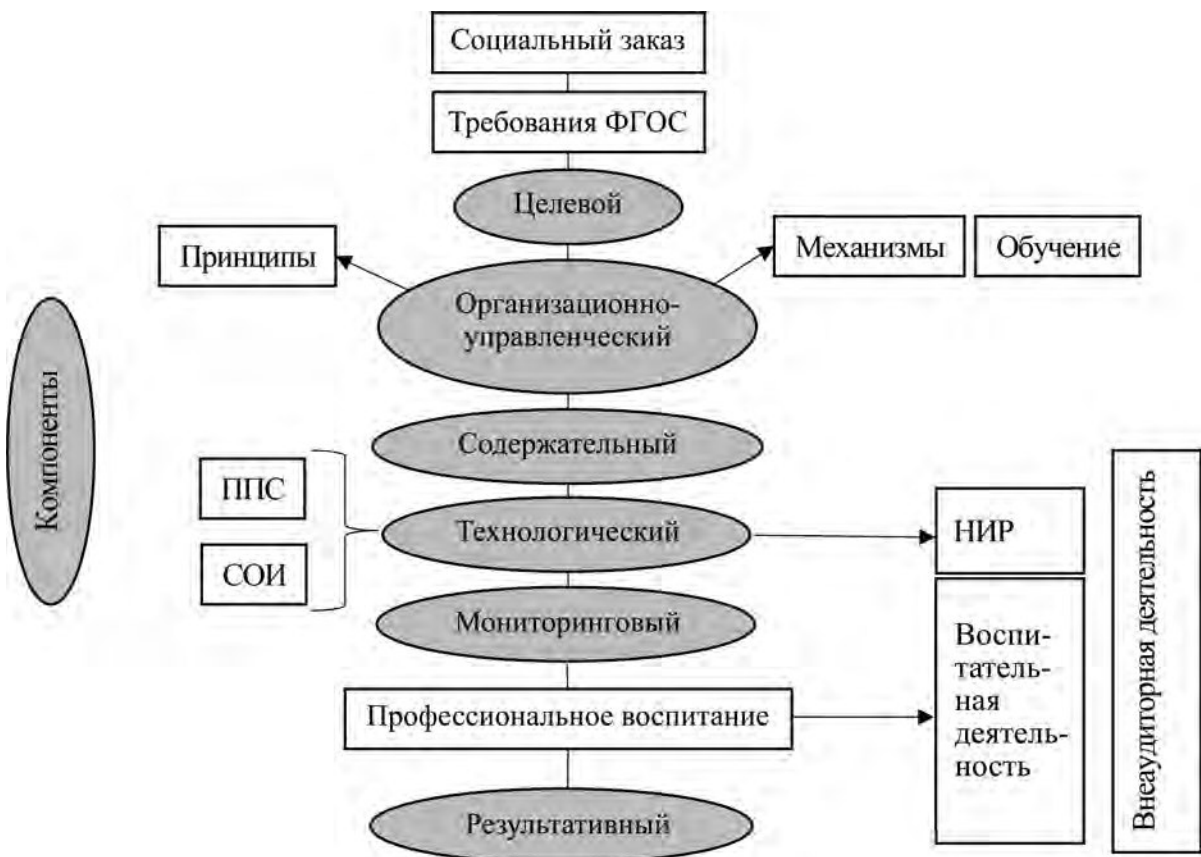 Социальный заказ
Требования ФГОС
Целевой
Принципы
Механизмы
Обучение
Организационно-
управленческий
Компоненты
Содержательный
ППС
СОИ
Технологический
НИР
Мониторинговый
Профессиональное воспитание
Воспи-
татель-
ная
деятель-
ность
Внеаудиторная деятельность
Результативный